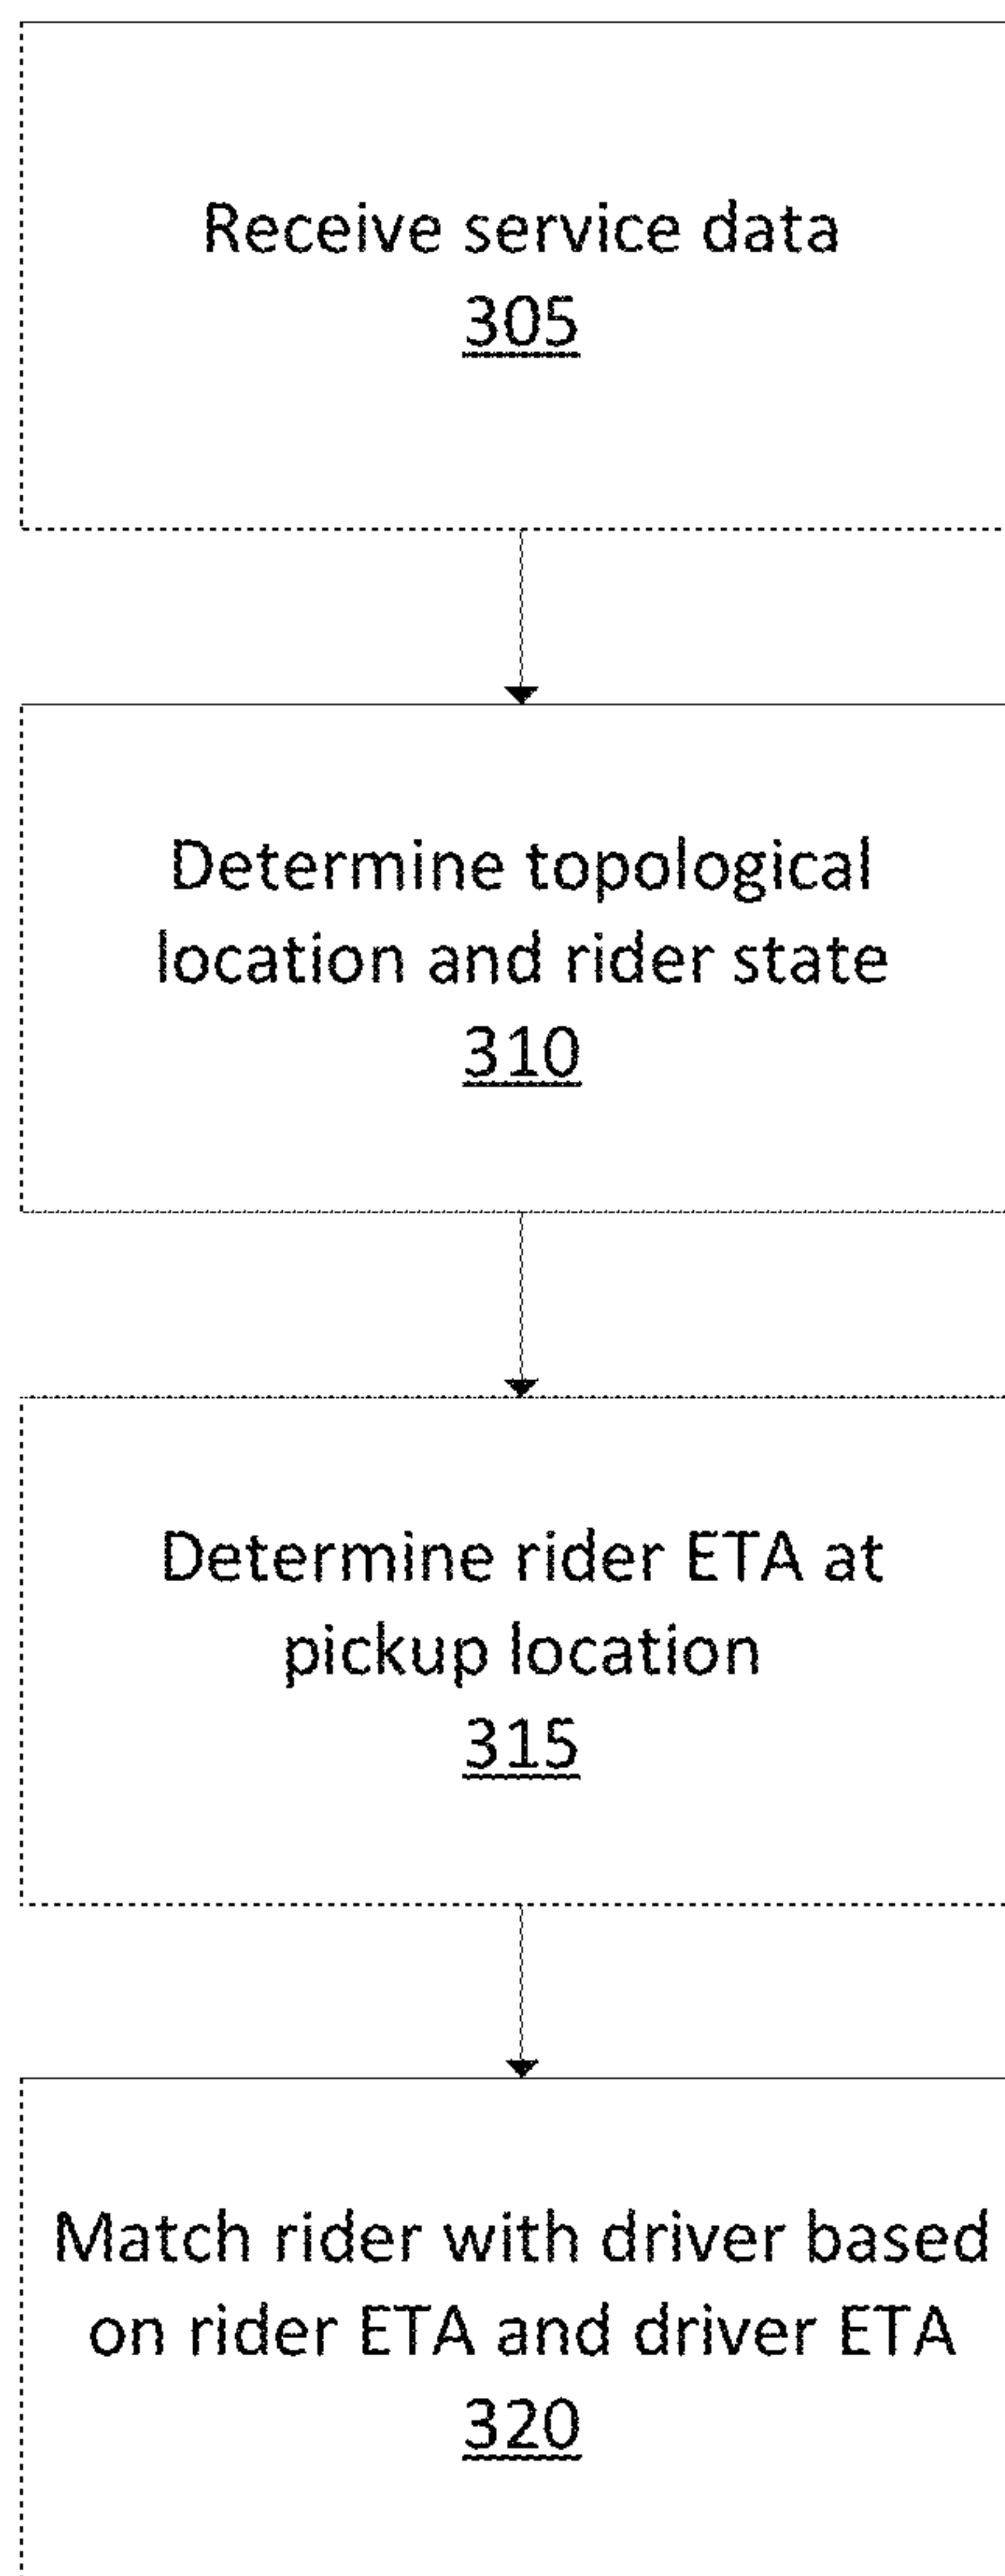 Receive service data
305
Determine topological
location and rider state
310
Determine rider ETA at
pickup location
315
Match rider with driver based
on rider ETA and driver ETA
320